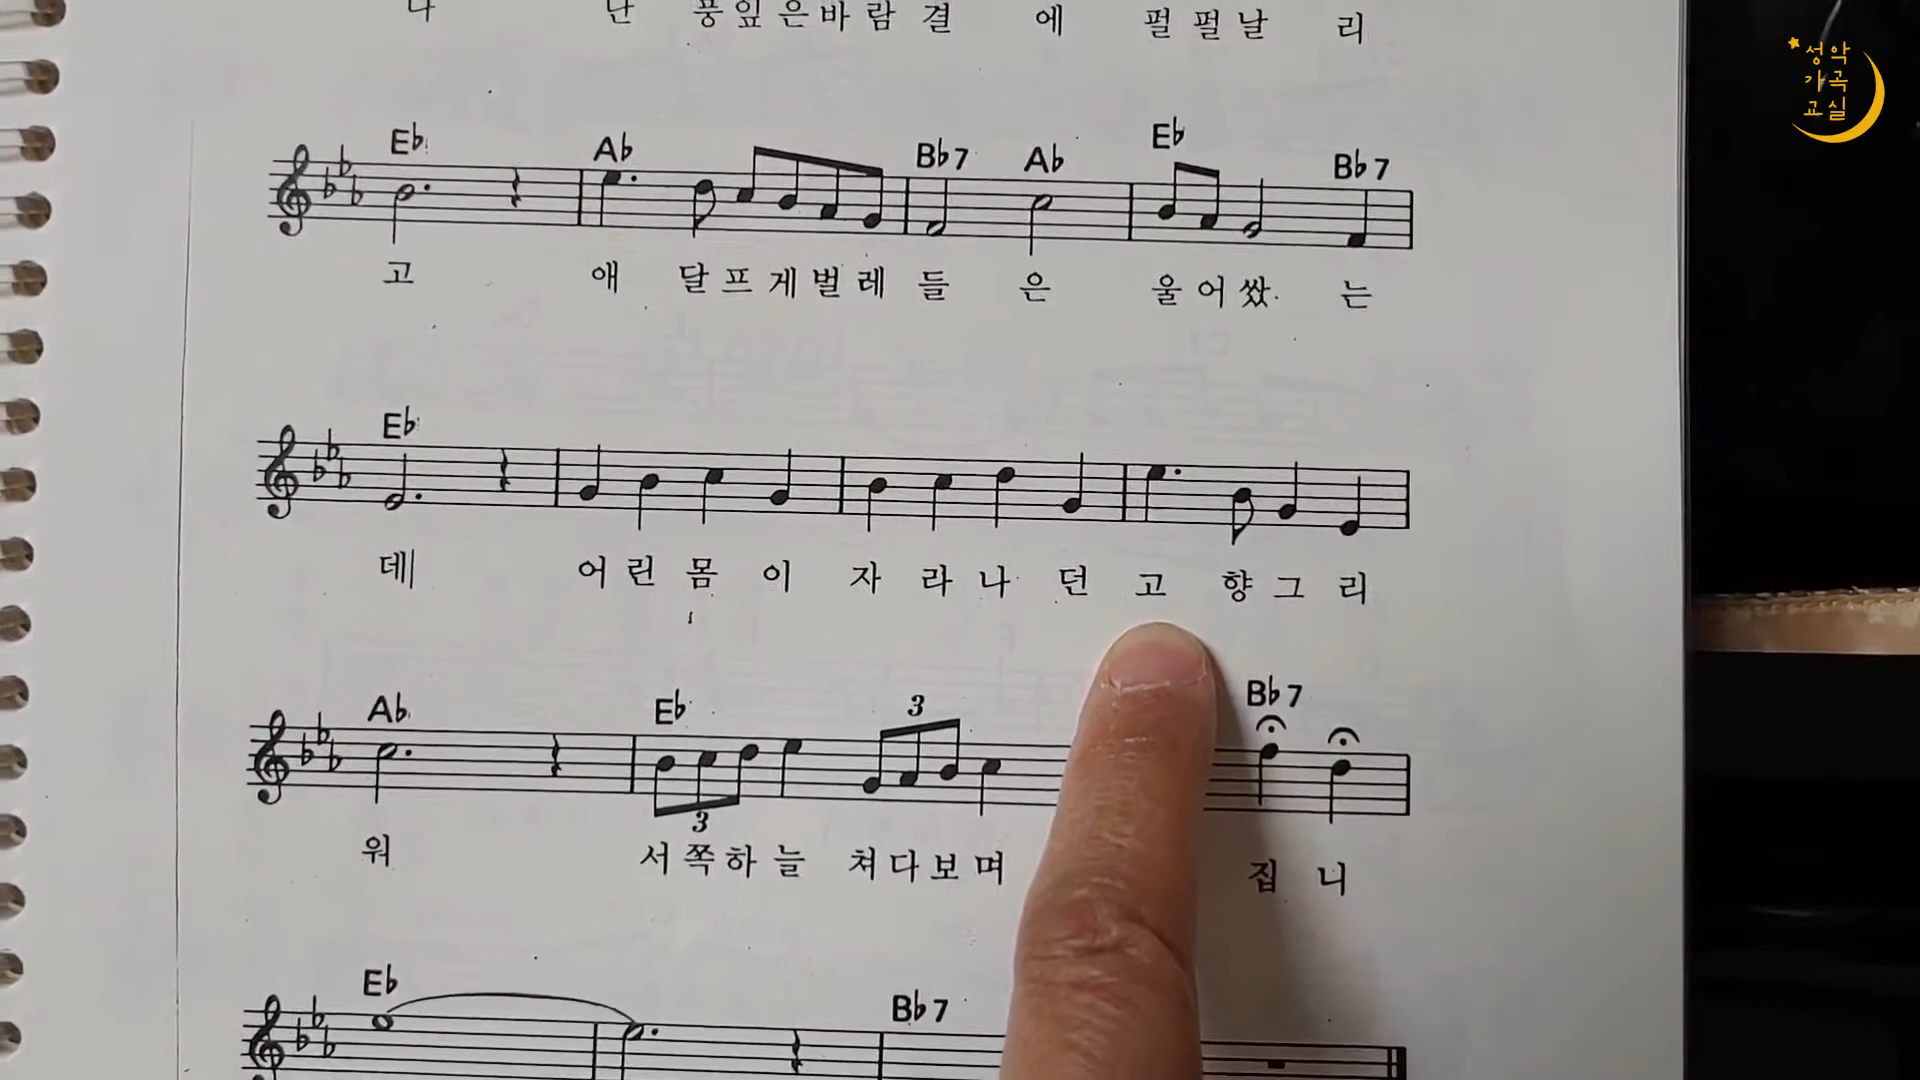 난 풍잎은바람결 에 펄펄날 리
성악
가곡
교실
Eb Ab Bb7 Ab Eb Bb7
고 애 달프게벌레 들 은 울어쌌 는
Eb
데 어린몸이 자라나던 고 향그리
Ab Eb 3 3 Bb7
워 서쪽하늘 쳐다보며 집 니
Eb Bb7